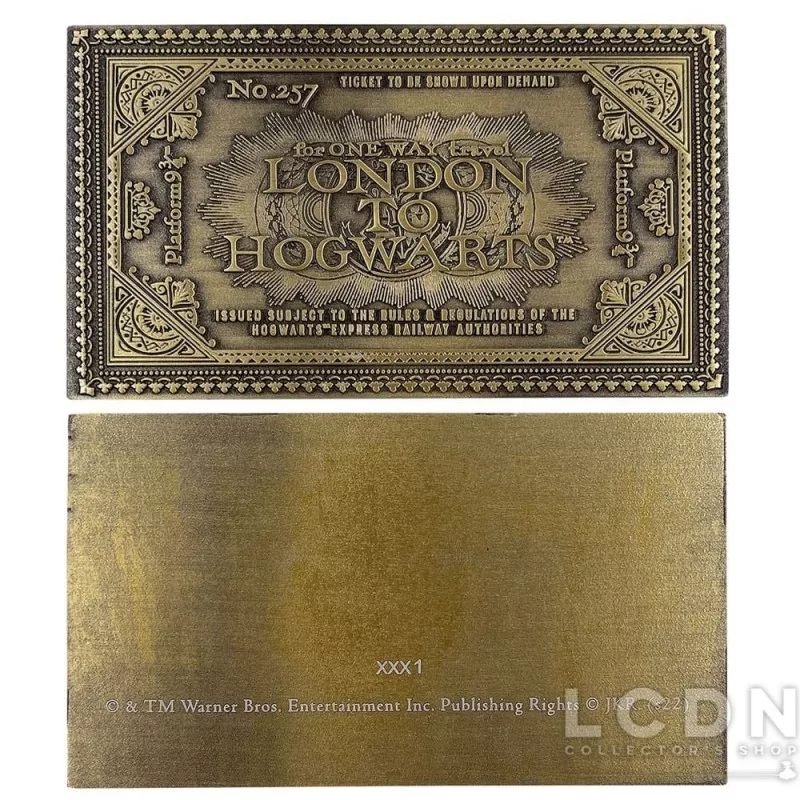 No.257
TICKET TO BE SHOWN UPON DEMAND
for ONE WAY travel
LONDON
TO
HOGWARTS™
Platform 9¾
Platform 9¾
ISSUED SUBJECT TO THE RULES & REGULATIONS OF THE
HOGWARTS™ EXPRESS RAILWAY AUTHORITIES
XXX1
© & TM Warner Bros. Entertainment Inc. Publishing Rights © JKR. (s22)
LCDN
COLLECTOR'S SHOP